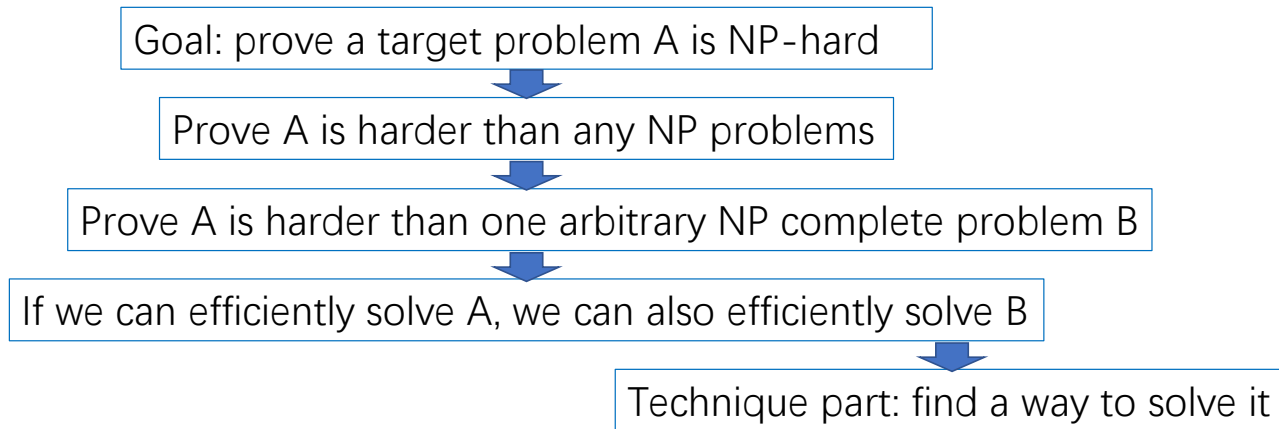 Goal: prove a target problem A is NP-hard
Prove A is harder than any NP problems
Prove A is harder than one arbitrary NP complete problem B
If we can efficiently solve A, we can also efficiently solve B
Technique part: find a way to solve it